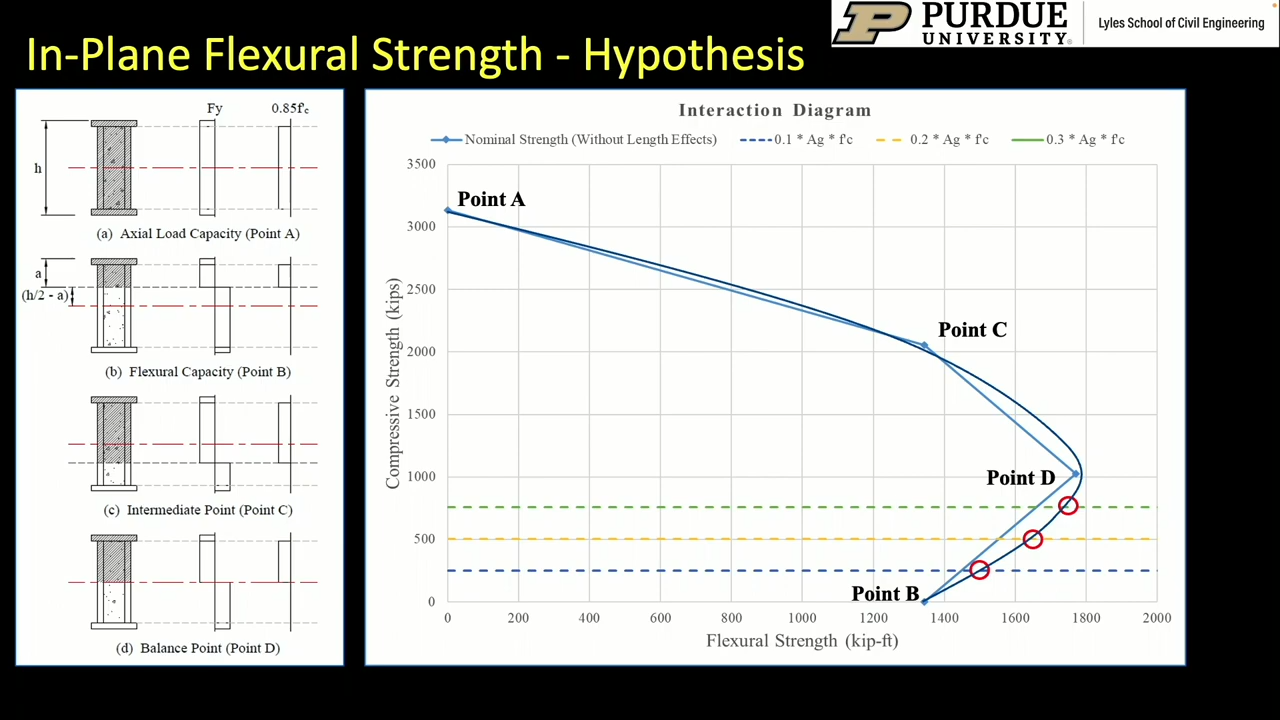 In-Plane Flexural Strength - Hypothesis
PURDUE
UNIVERSITY
Lyles School of Civil Engineering
Fy
0.85f'c
h
(a) Axial Load Capacity (Point A)
a
(h/2 - a)
(b) Flexural Capacity (Point B)
(c) Intermediate Point (Point C)
(d) Balance Point (Point D)
Interaction Diagram
Nominal Strength (Without Length Effects)
0.1 * Ag * f'c
0.2 * Ag * f'c
0.3 * Ag * f'c
Compressive Strength (kips)
3500
3000
2500
2000
1500
1000
500
0
Point A
Point C
Point D
Point B
0 200 400 600 800 1000 1200 1400 1600 1800 2000
Flexural Strength (kip-ft)